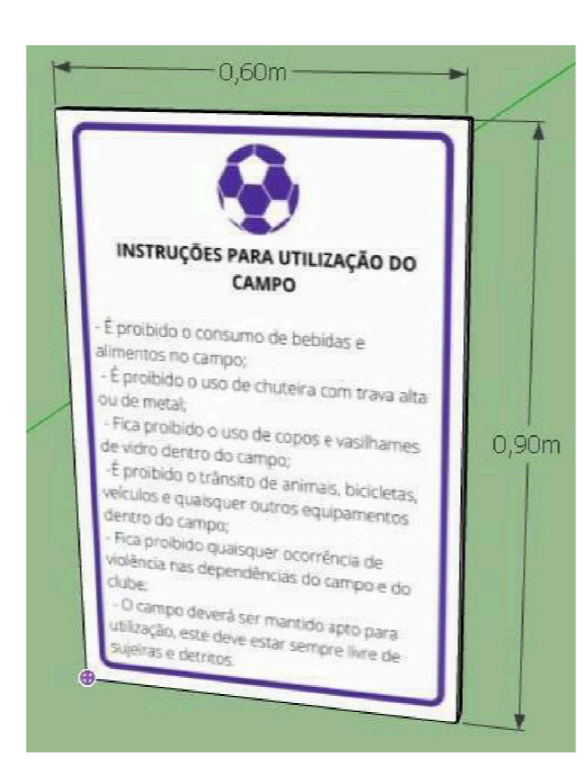 0,60m
INSTRUÇÕES PARA UTILIZAÇÃO DO
CAMPO
- É proibido o consumo de bebidas e
alimentos no campo;
- É proibido o uso de chuteira com trava alta
ou de metal;
- Fica proibido o uso de copos e vasilhames
de vidro dentro do campo;
-É proibido o trânsito de animais, bicicletas,
veículos e quaisquer outros equipamentos
dentro do campo;
- Fica proibido quaisquer ocorrência de
violência nas dependências do campo e do
clube;
- O campo deverá ser mantido apto para
utilização, este deve estar sempre livre de
sujeiras e detritos.
0,90m